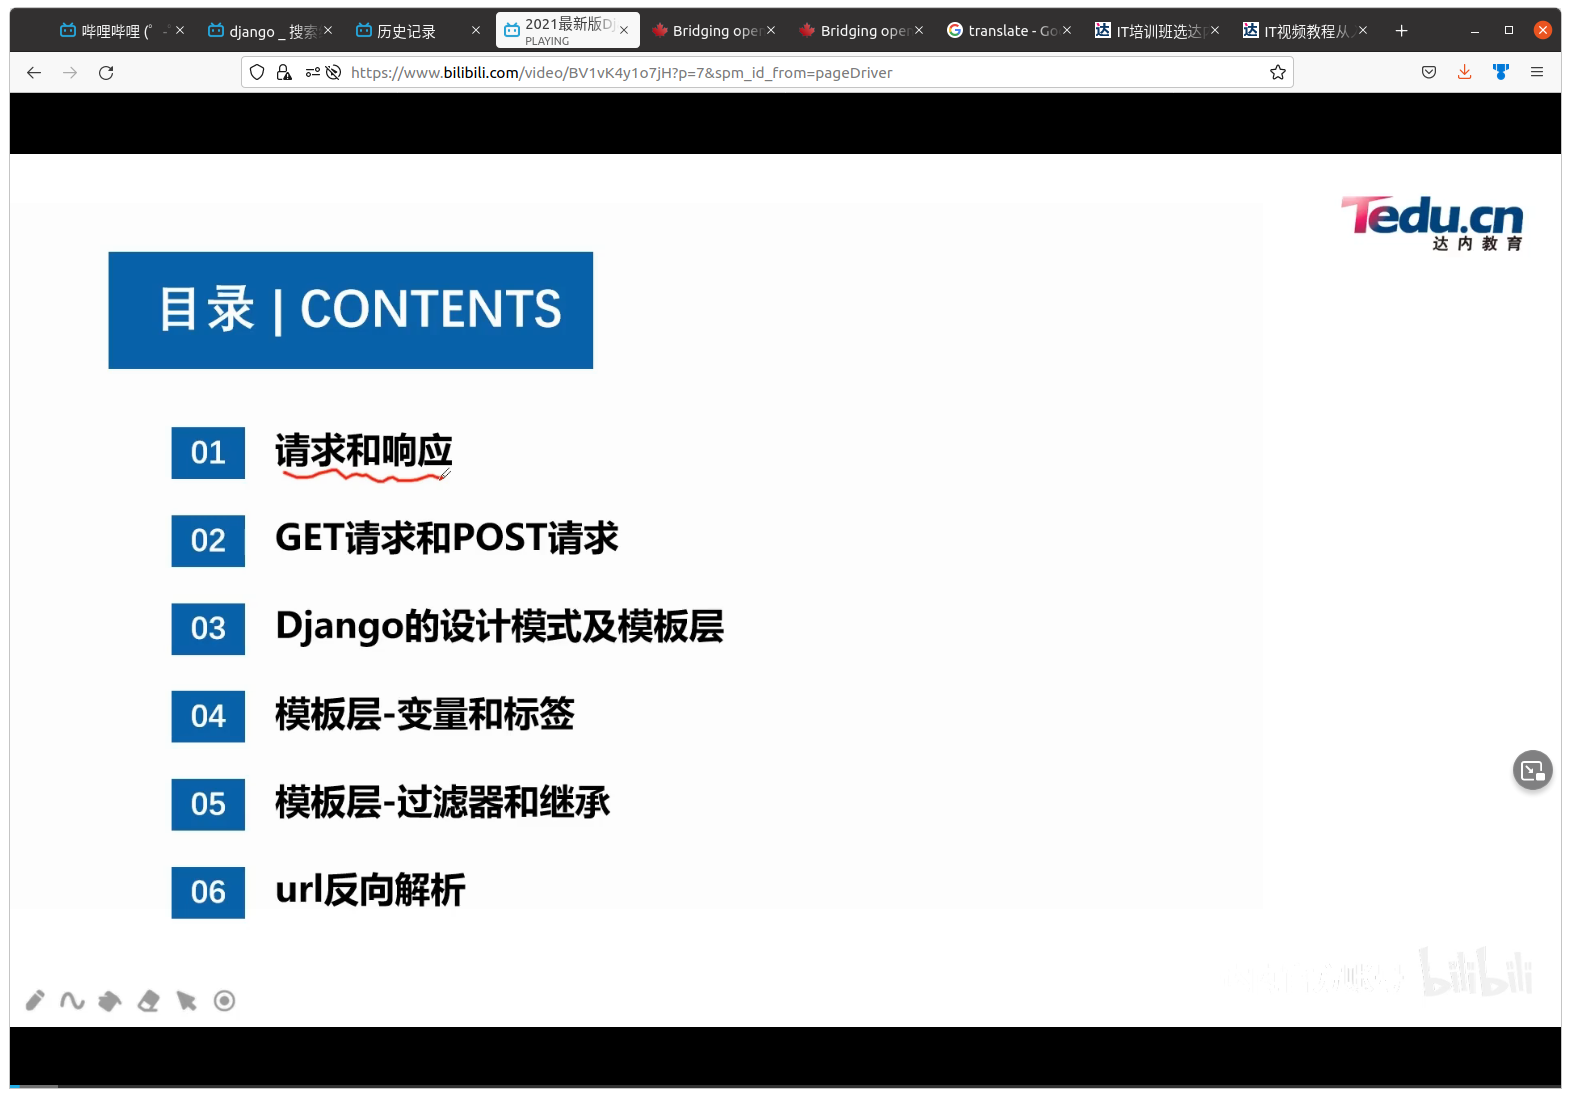 哔哩哔哩 (゜-゜
django _ 搜索
历史记录
2021最新版Dj
PLAYING
Bridging oper
Bridging oper
translate - Go
IT培训班选达内
IT视频教程从入
https://www.bilibili.com/video/BV1vK4y1o7jH?p=7&spm_id_from=pageDriver
Tedu.cn
达内教育
目录 | CONTENTS
01 请求和响应
02 GET请求和POST请求
03 Django的设计模式及模板层
04 模板层-变量和标签
05 模板层-过滤器和继承
06 url反向解析
bilibili